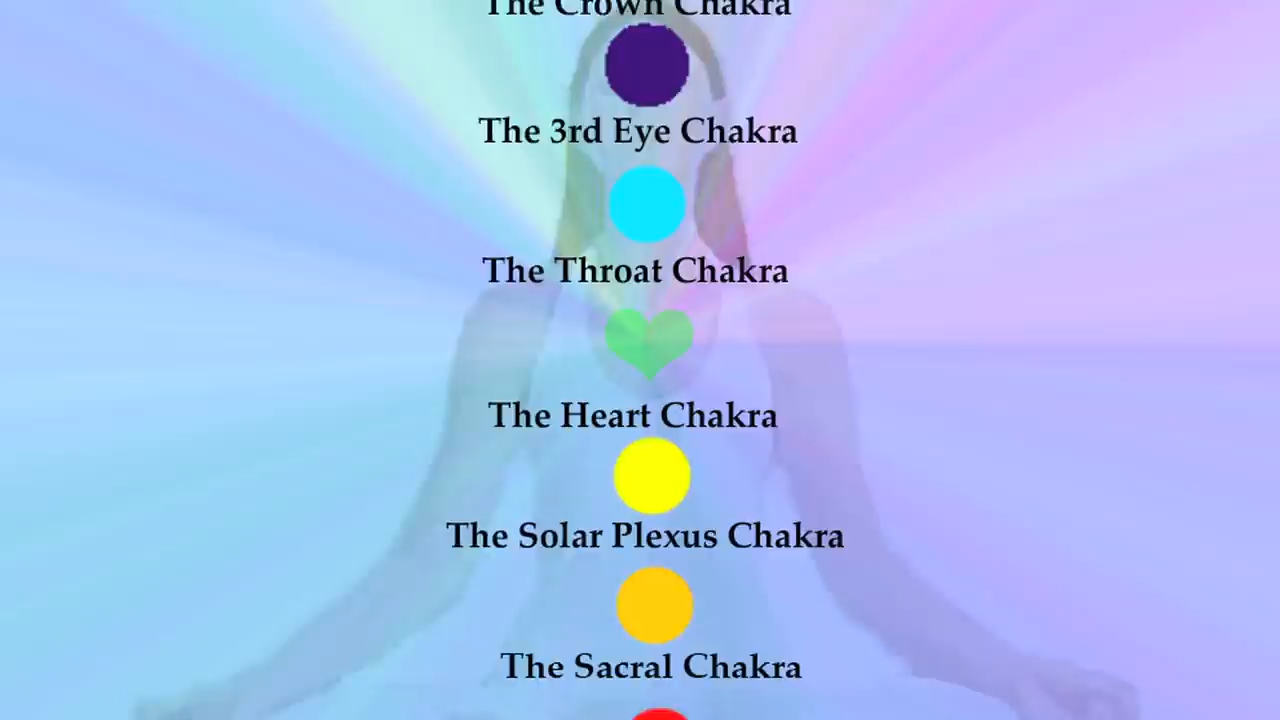 The Crown Chakra
The 3rd Eye Chakra
The Throat Chakra
The Heart Chakra
The Solar Plexus Chakra
The Sacral Chakra